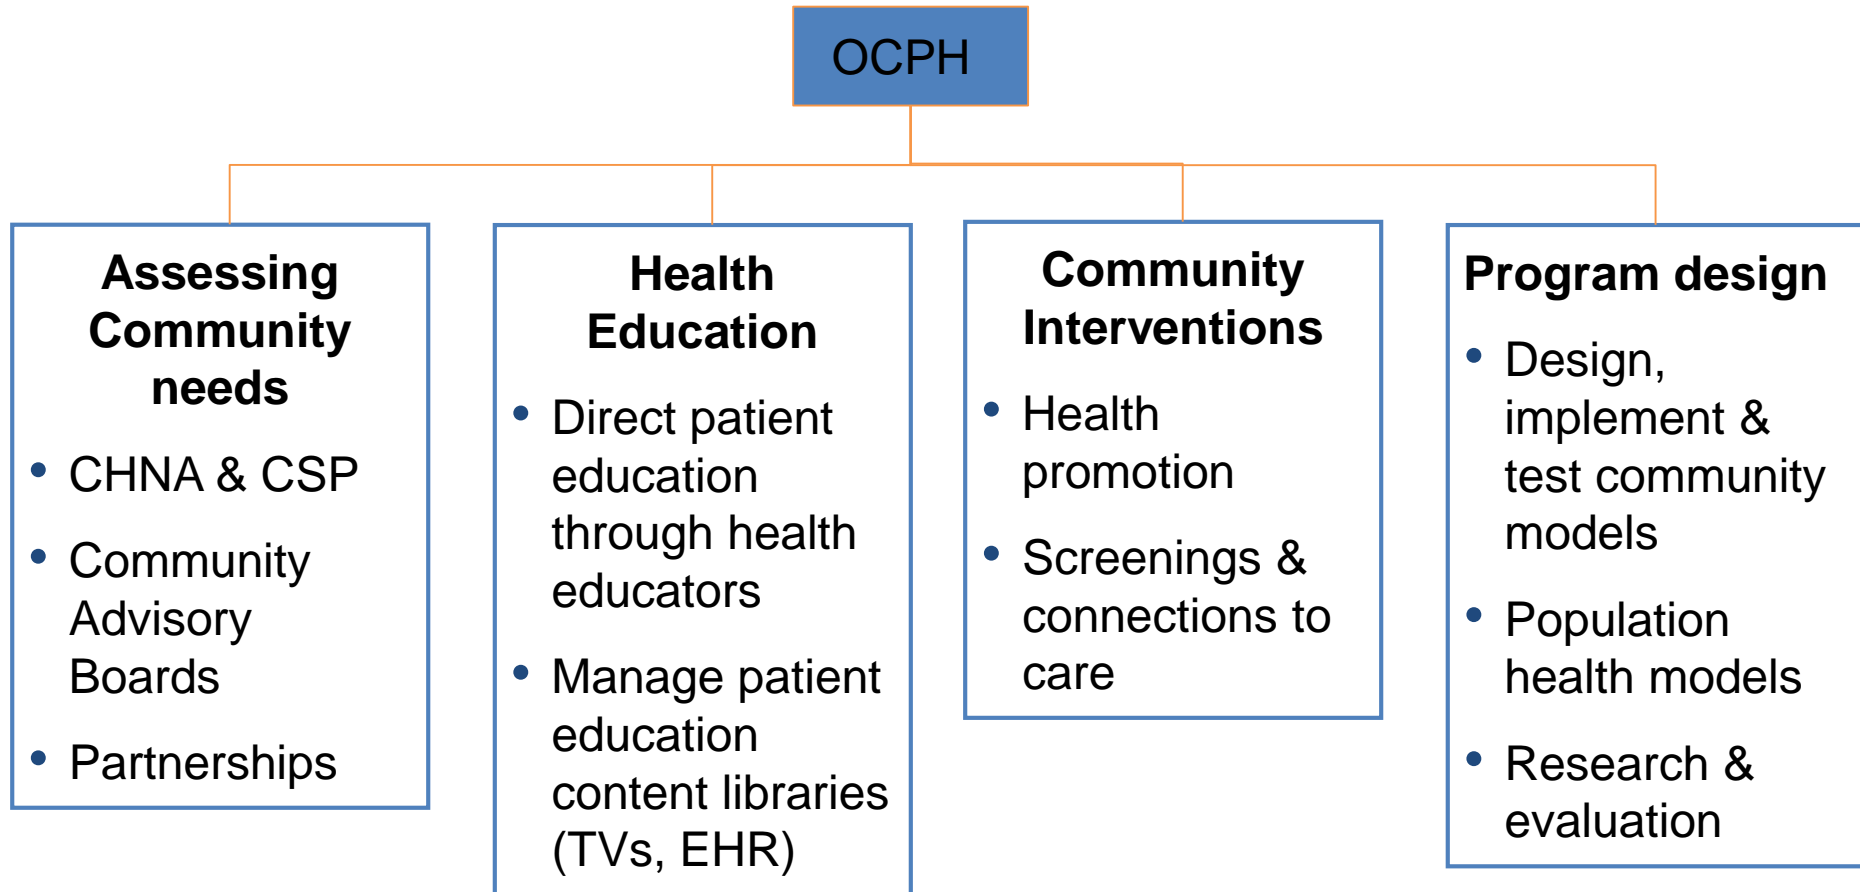 OCPH
Assessing
Community
needs
• CHNA & CSP
• Community
Advisory
Boards
• Partnerships
Health
Education
• Direct patient
education
through health
educators
• Manage patient
education
content libraries
(TVs, EHR)
Community
Interventions
• Health
promotion
• Screenings &
connections to
care
Program design
• Design,
implement &
test community
models
• Population
health models
• Research &
evaluation